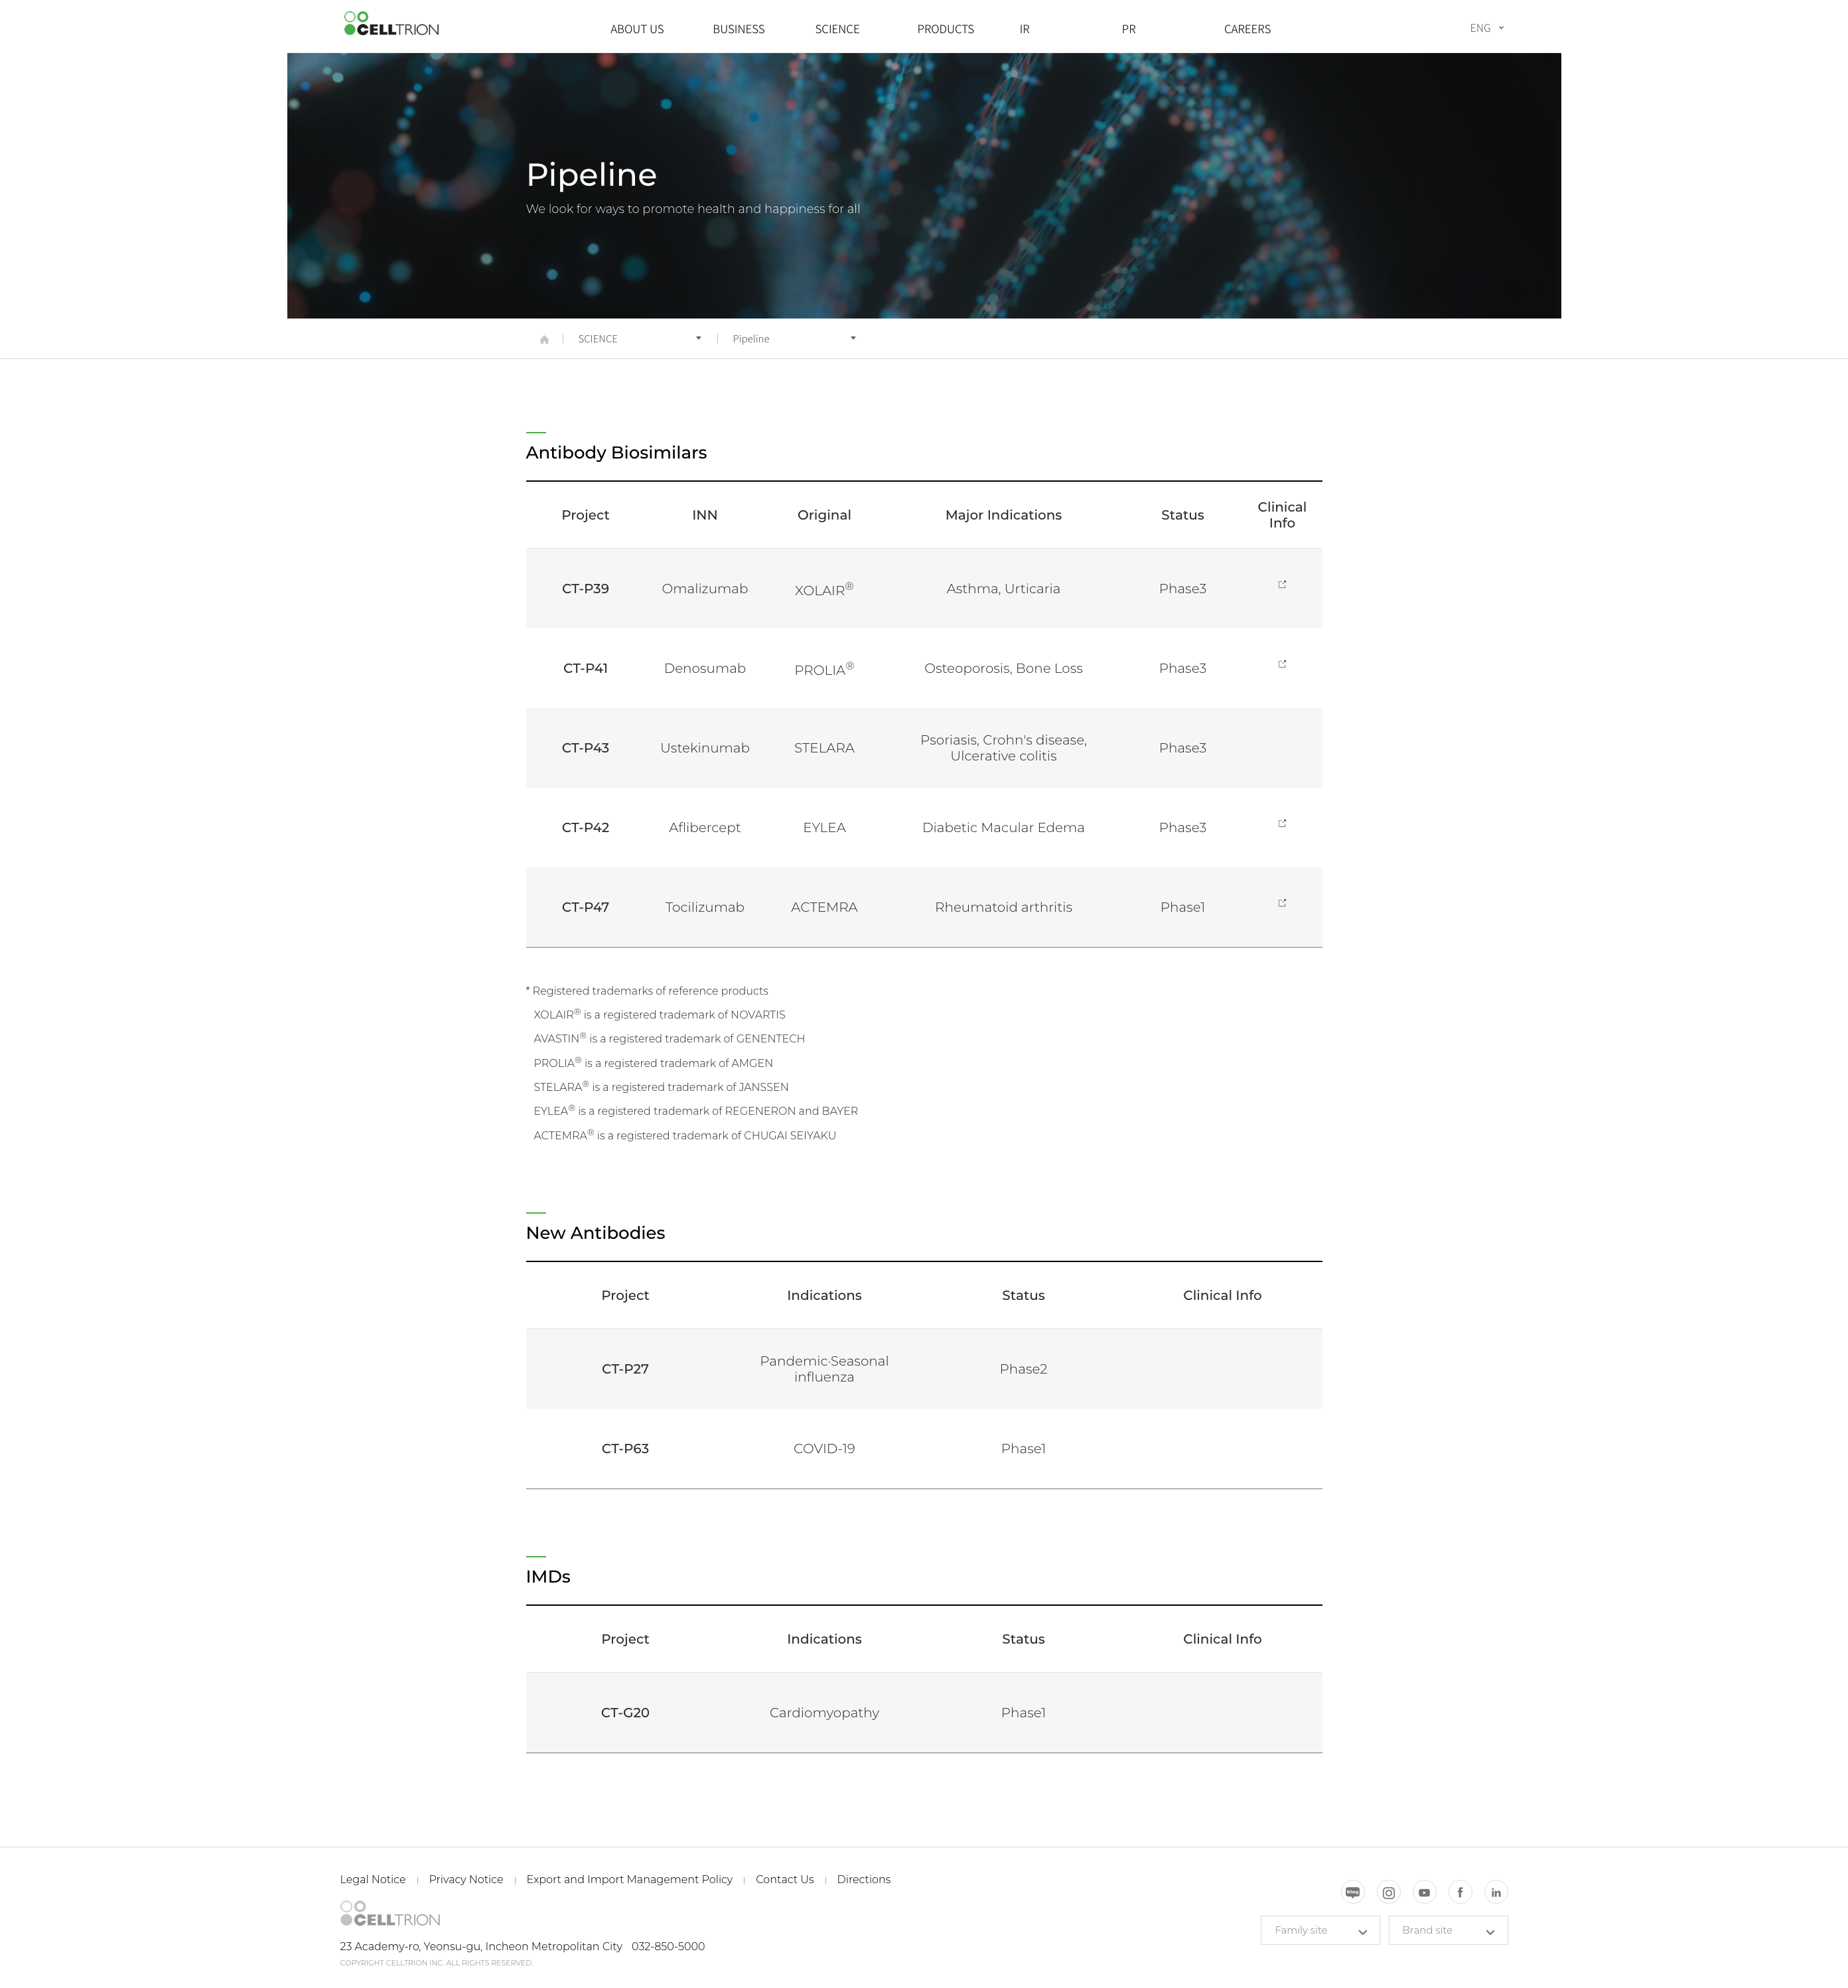 CELLTRION
ABOUT US BUSINESS SCIENCE PRODUCTS IR PR CAREERS ENG
Pipeline
We look for ways to promote health and happiness for all
SCIENCE Pipeline
Antibody Biosimilars
Project INN Original Major Indications Status Clinical Info
CT-P39 Omalizumab XOLAIR® Asthma, Urticaria Phase3
CT-P41 Denosumab PROLIA® Osteoporosis, Bone Loss Phase3
CT-P43 Ustekinumab STELARA Psoriasis, Crohn's disease, Ulcerative colitis Phase3
CT-P42 Aflibercept EYLEA Diabetic Macular Edema Phase3
CT-P47 Tocilizumab ACTEMRA Rheumatoid arthritis Phase1
* Registered trademarks of reference products
XOLAIR® is a registered trademark of NOVARTIS
AVASTIN® is a registered trademark of GENENTECH
PROLIA® is a registered trademark of AMGEN
STELARA® is a registered trademark of JANSSEN
EYLEA® is a registered trademark of REGENERON and BAYER
ACTEMRA® is a registered trademark of CHUGAI SEIYAKU
New Antibodies
Project Indications Status Clinical Info
CT-P27 Pandemic·Seasonal influenza Phase2
CT-P63 COVID-19 Phase1
IMDs
Project Indications Status Clinical Info
CT-G20 Cardiomyopathy Phase1
Legal Notice | Privacy Notice | Export and Import Management Policy | Contact Us | Directions
blog f in
CELLTRION
Family site Brand site
23 Academy-ro, Yeonsu-gu, Incheon Metropolitan City 032-850-5000
COPYRIGHT CELLTRION INC. ALL RIGHTS RESERVED.